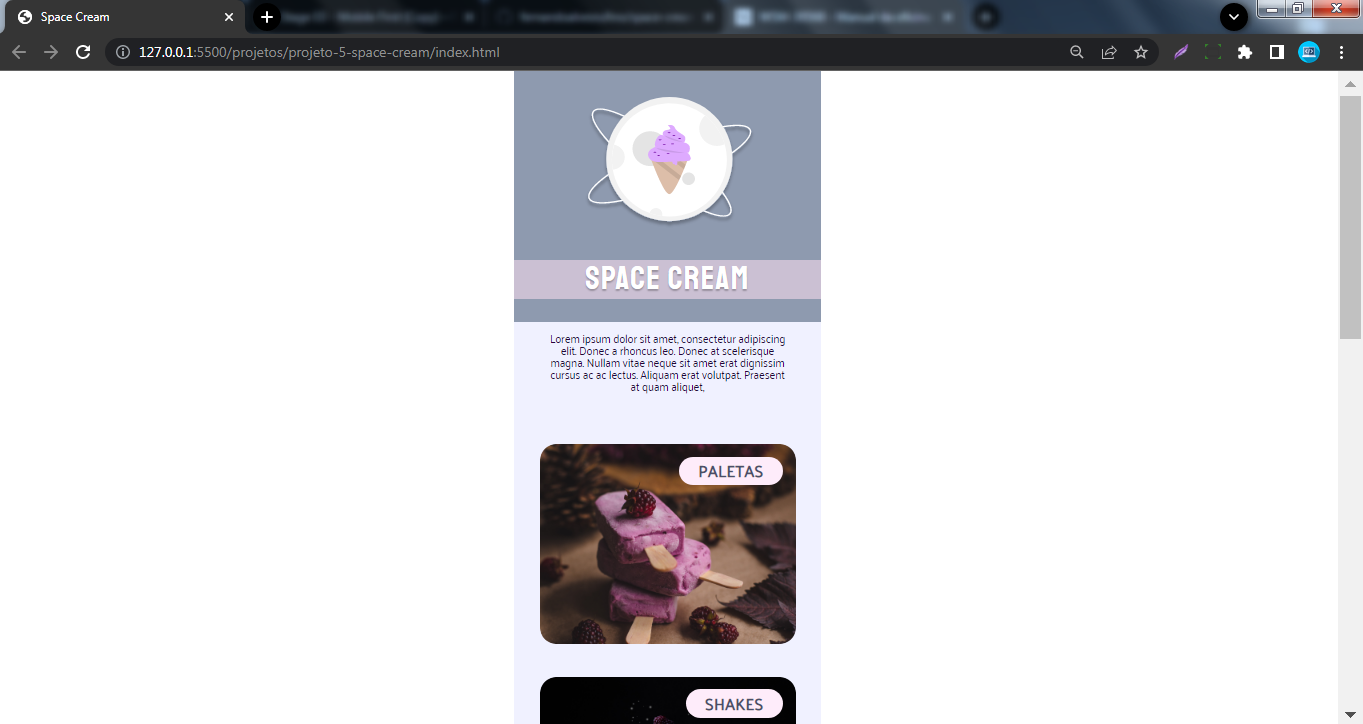 Space Cream
127.0.0.1:5500/projetos/projeto-5-space-cream/index.html
SPACE CREAM
Lorem ipsum dolor sit amet, consectetur adipiscing
elit. Donec a rhoncus leo. Donec at scelerisque
magna. Nullam vitae neque sit amet erat dignissim
cursus ac ac lectus. Aliquam erat volutpat. Praesent
at quam aliquet,
PALETAS
SHAKES